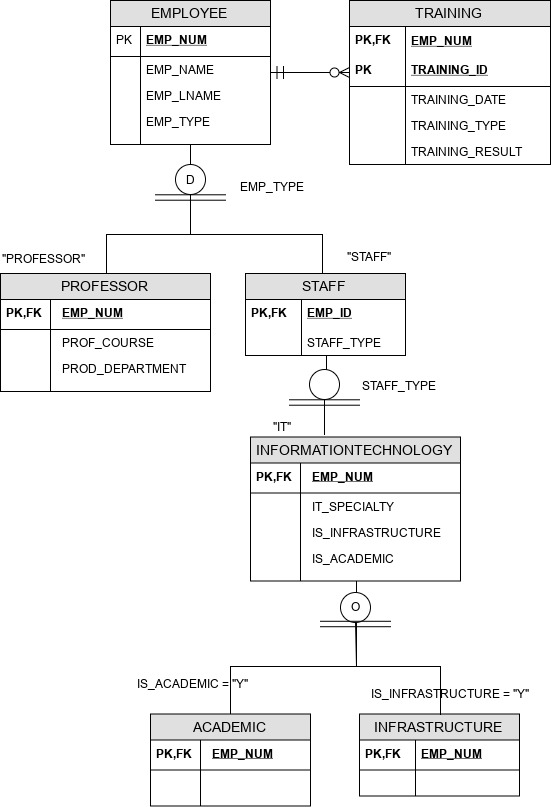 EMPLOYEE
PK EMP_NUM
EMP_NAME
EMP_LNAME
EMP_TYPE
TRAINING
PK,FK EMP_NUM
PK TRAINING_ID
TRAINING_DATE
TRAINING_TYPE
TRAINING_RESULT
D
EMP_TYPE
"PROFESSOR"
"STAFF"
PROFESSOR
PK,FK EMP_NUM
PROF_COURSE
PROD_DEPARTMENT
STAFF
PK,FK EMP_ID
STAFF_TYPE
STAFF_TYPE
"IT"
INFORMATIONTECHNOLOGY
PK,FK EMP_NUM
IT_SPECIALTY
IS_INFRASTRUCTURE
IS_ACADEMIC
O
IS_ACADEMIC = "Y"
IS_INFRASTRUCTURE = "Y"
ACADEMIC
PK,FK EMP_NUM
INFRASTRUCTURE
PK,FK EMP_NUM